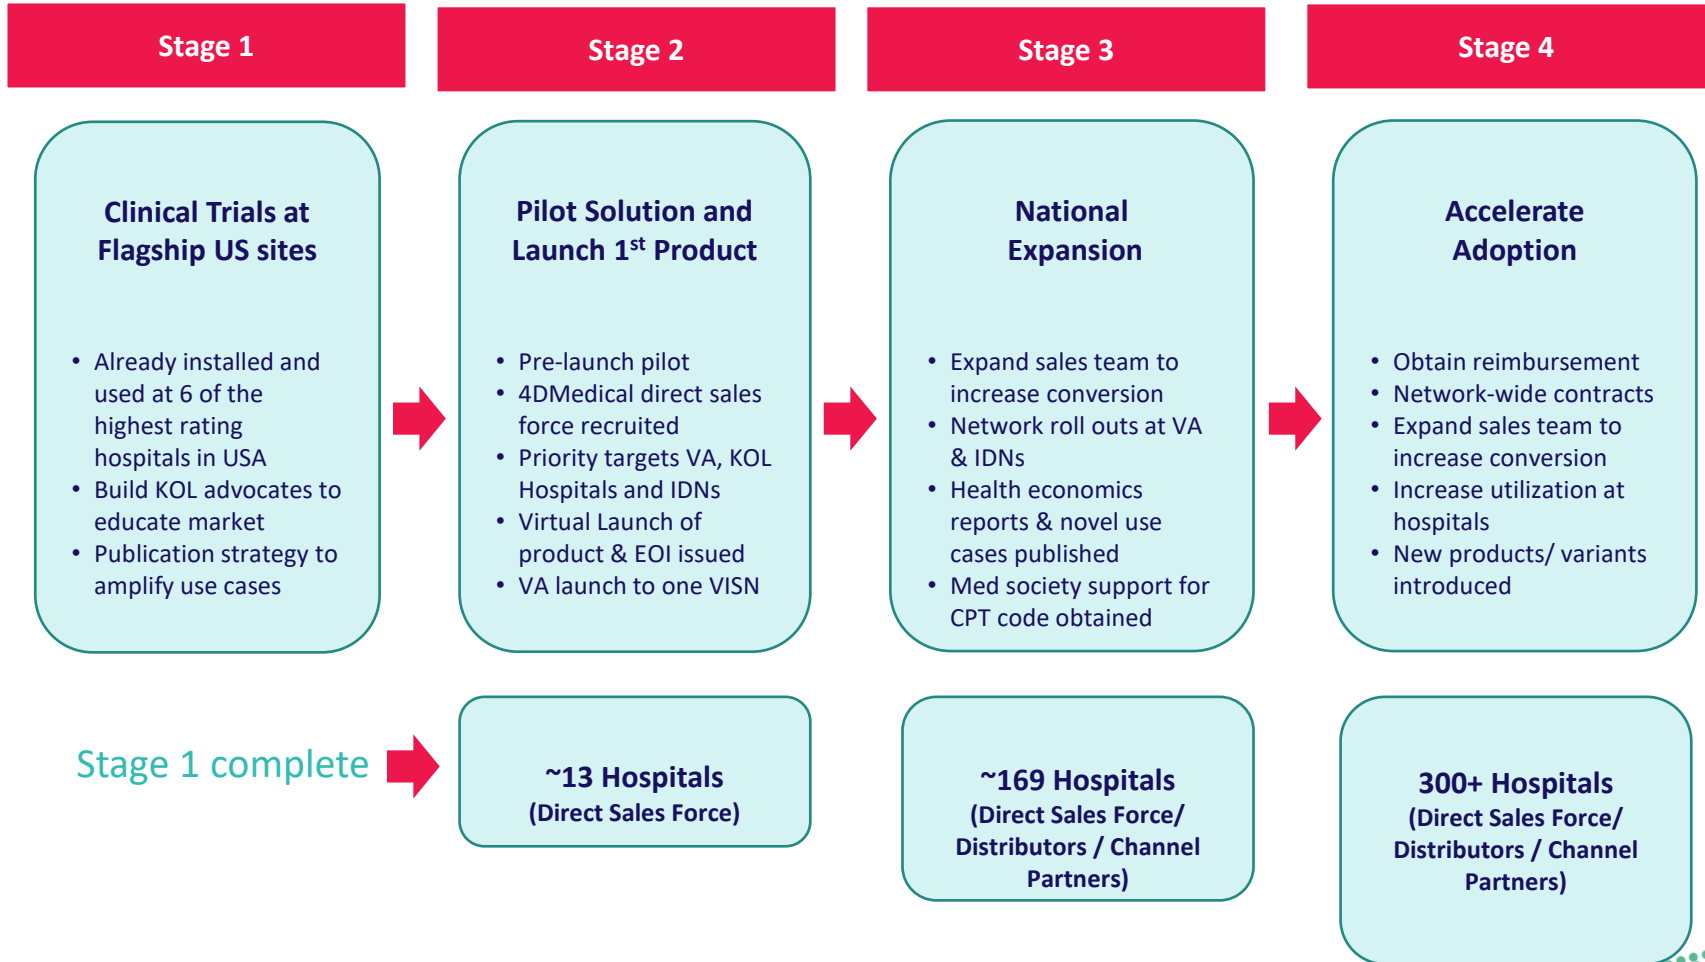 Stage 1
Stage 2
Stage 3
Stage 4
Clinical Trials at
Flagship US sites
• Already installed and
used at 6 of the
highest rating
hospitals in USA
• Build KOL advocates to
educate market
• Publication strategy to
amplify use cases
Pilot Solution and
Launch 1st Product
• Pre-launch pilot
• 4DMedical direct sales
force recruited
• Priority targets VA, KOL
Hospitals and IDNs
• Virtual Launch of
product & EOI issued
• VA launch to one VISN
National
Expansion
• Expand sales team to
increase conversion
• Network roll outs at VA
& IDNs
• Health economics
reports & novel use
cases published
• Med society support for
CPT code obtained
Accelerate
Adoption
• Obtain reimbursement
• Network-wide contracts
• Expand sales team to
increase conversion
• Increase utilization at
hospitals
• New products/ variants
introduced
Stage 1 complete
~13 Hospitals
(Direct Sales Force)
~169 Hospitals
(Direct Sales Force/
Distributors / Channel
Partners)
300+ Hospitals
(Direct Sales Force/
Distributors / Channel
Partners)